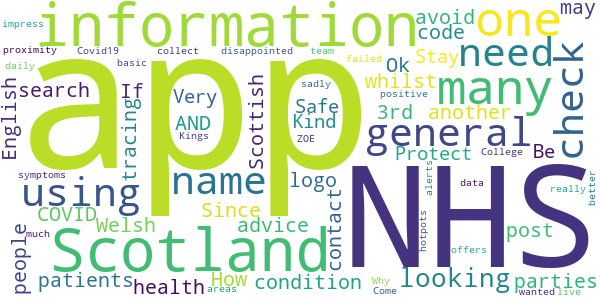 impress
information
one
avoid
may
code
proximity
Covid19
collect
disappointed
team
failed
Ok
Stay
need
check
daily
basic
sadly
positive
search
If
Very
Safe
whilst
many
English
tracing
AND
Scottish
Kind
3rd
another
app
NHS
Kings
ZOE
general
Be
symptoms
name
logo
contact
Protect
College
alerts
data
really
better
using
COVID
Welsh
Since
advice
hotpots
post
Scotland
looking
people
much
How
offers
wanted
live
patients
health
areas
condition
Why
Come
parties